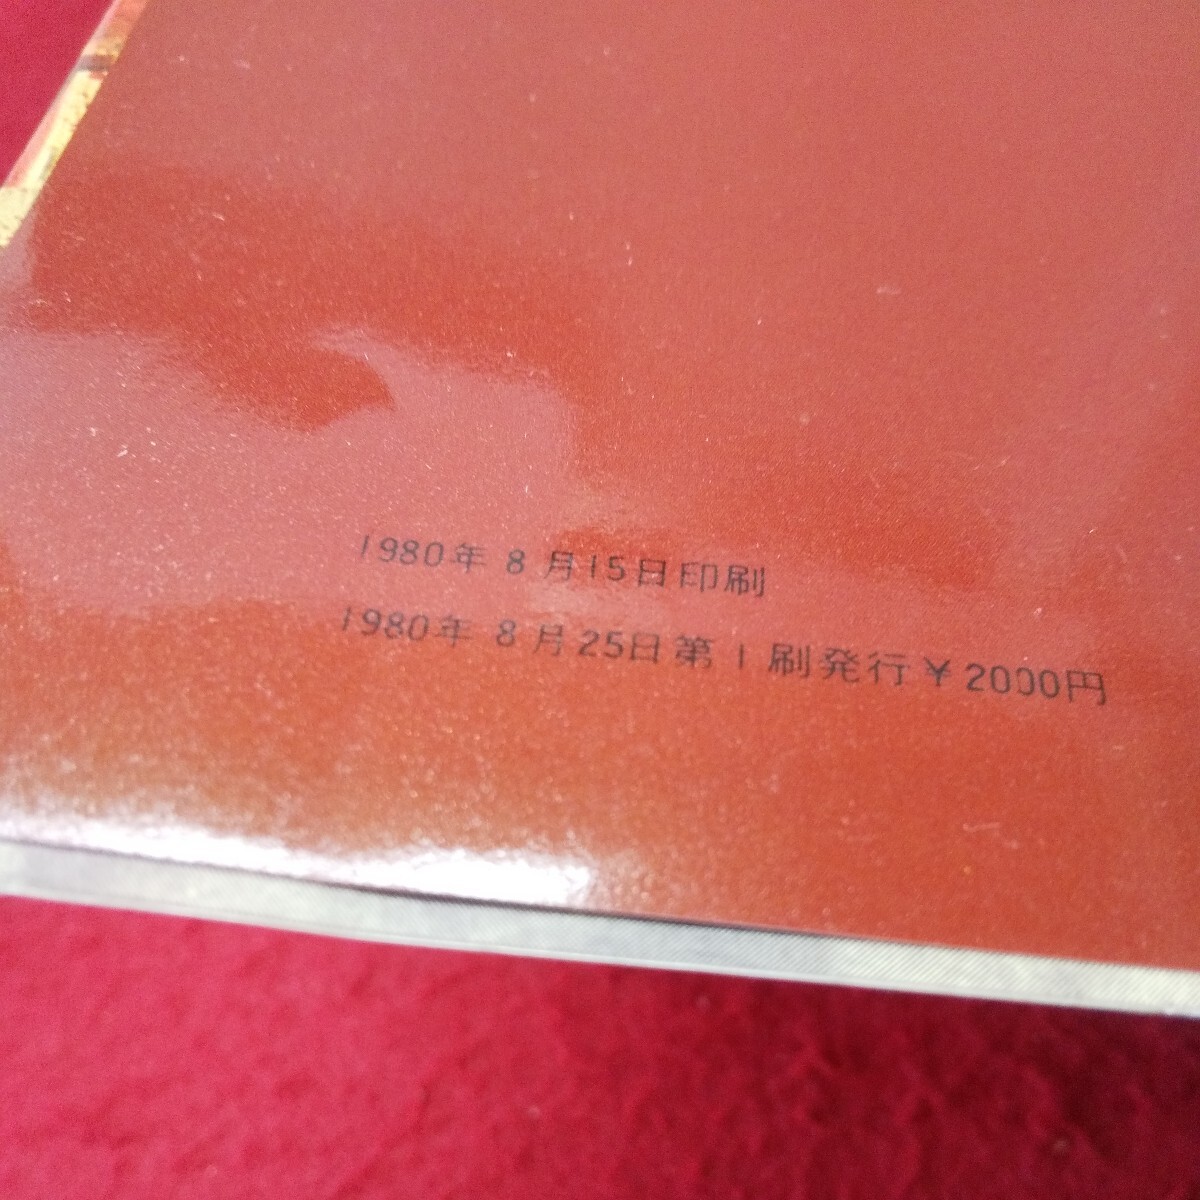 1980年 8 月15日印刷
1980年 8 月25日第 1 刷発行 ¥ 2000円